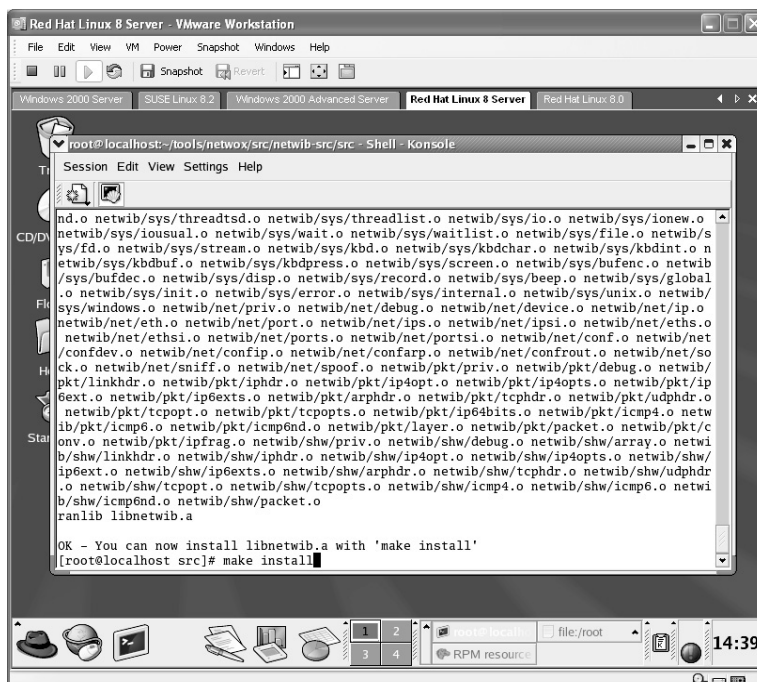 Red Hat Linux 8 Server - VMware Workstation
File Edit View VM Power Snapshot Windows Help
Snapshot Revert
Windows 2000 Server SUSE Linux 8.2 Windows 2000 Advanced Server Red Hat Linux 8 Server Red Hat Linux 8.0
root@localhost:~/tools/netwox/src/netwib-src/src - Shell - Konsole
Session Edit View Settings Help
CD/DV
nd.o netwib/sys/threadtsd.o netwib/sys/threadlist.o netwib/sys/io.o netwib/sys/ionew.o
netwib/sys/iousual.o netwib/sys/wait.o netwib/sys/waitlist.o netwib/sys/file.o netwib/s
ys/fd.o netwib/sys/stream.o netwib/sys/kbd.o netwib/sys/kbdchar.o netwib/sys/kbdint.o n
etwib/sys/kbdbuf.o netwib/sys/kbdpress.o netwib/sys/screen.o netwib/sys/bufenc.o netwib
/sys/bufdec.o netwib/sys/disp.o netwib/sys/record.o netwib/sys/beep.o netwib/sys/global
.o netwib/sys/init.o netwib/sys/error.o netwib/sys/internal.o netwib/sys/unix.o netwib/
sys/windows.o netwib/net/priv.o netwib/net/debug.o netwib/net/device.o netwib/net/ip.o
netwib/net/eth.o netwib/net/port.o netwib/net/ips.o netwib/net/ipsi.o netwib/net/eths.o
netwib/net/ethsi.o netwib/net/ports.o netwib/net/portsi.o netwib/net/conf.o netwib/net
/confdev.o netwib/net/confip.o netwib/net/confarp.o netwib/net/confrout.o netwib/net/so
ck.o netwib/net/sniff.o netwib/net/spoof.o netwib/pkt/priv.o netwib/pkt/debug.o netwib/
pkt/linkhdr.o netwib/pkt/iphdr.o netwib/pkt/ip4opt.o netwib/pkt/ip4opts.o netwib/pkt/ip
6ext.o netwib/pkt/ip6exts.o netwib/pkt/arphdr.o netwib/pkt/tcphdr.o netwib/pkt/udphdr.o
netwib/pkt/tcpopt.o netwib/pkt/tcpopts.o netwib/pkt/ip64bits.o netwib/pkt/icmp4.o netw
ib/pkt/icmp6.o netwib/pkt/icmp6nd.o netwib/pkt/layer.o netwib/pkt/packet.o netwib/pkt/c
onv.o netwib/pkt/ipfrag.o netwib/shw/priv.o netwib/shw/debug.o netwib/shw/array.o netwi
b/shw/linkhdr.o netwib/shw/iphdr.o netwib/shw/ip4opt.o netwib/shw/ip4opts.o netwib/shw/
ip6ext.o netwib/shw/ip6exts.o netwib/shw/arphdr.o netwib/shw/tcphdr.o netwib/shw/udphdr
.o netwib/shw/tcpopt.o netwib/shw/tcpopts.o netwib/shw/icmp4.o netwib/shw/icmp6.o netwi
b/shw/icmp6nd.o netwib/shw/packet.o
ranlib libnetwib.a
OK - You can now install libnetwib.a with 'make install'
[root@localhost src]# make install
1 2
3 4
file:/root
RPM resource
14:39